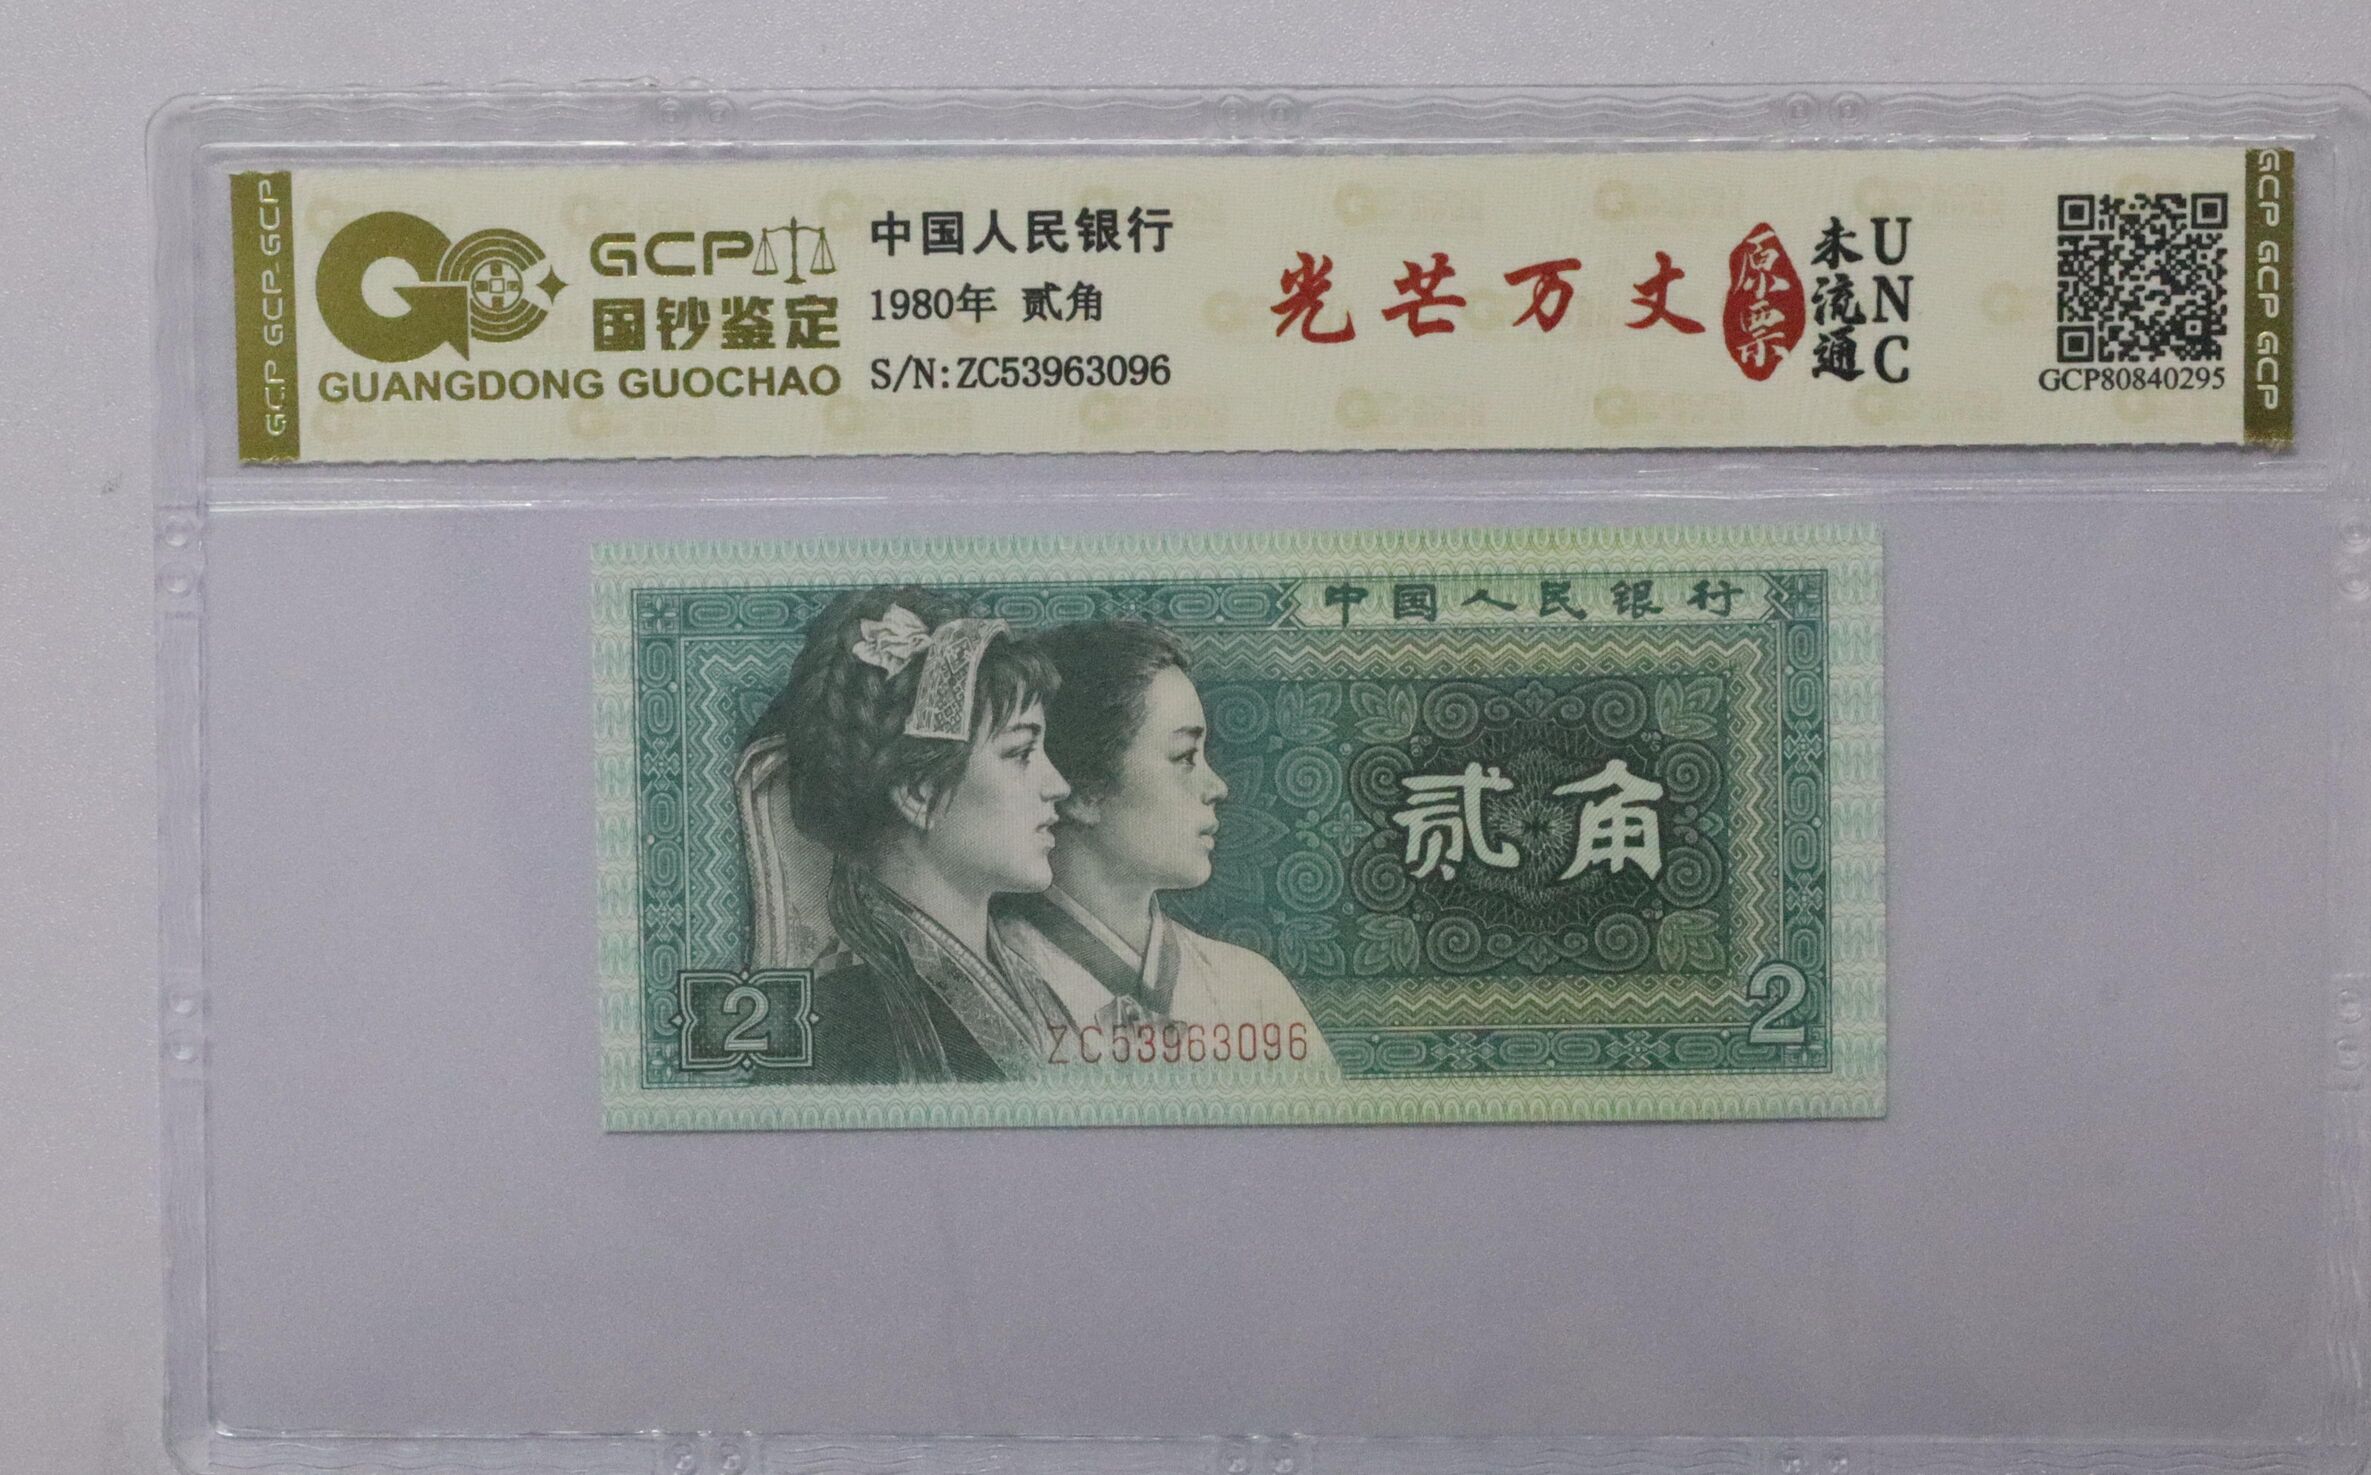 GCP GCP GCP
GCP
国钞鉴定
GUANGDONG GUOCHAO
中国人民银行
1980年 贰角
S/N: ZC53963096
光芒万丈
原票
未流通
UNC
GCP80840295
GCP GCP GCP
中国人民银行
贰角
2
ZC53963096
2